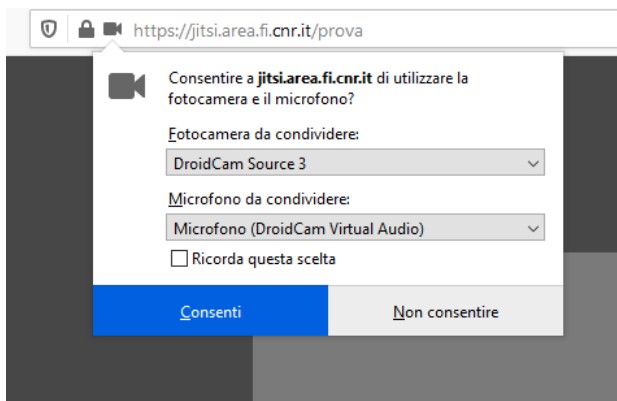 https://jitsi.area.fi.cnr.it/prova
Consentire a jitsi.area.fi.cnr.it di utilizzare la
fotocamera e il microfono?
Fotocamera da condividere:
DroidCam Source 3
Microfono da condividere:
Microfono (DroidCam Virtual Audio)
Ricorda questa scelta
Consenti
Non consentire